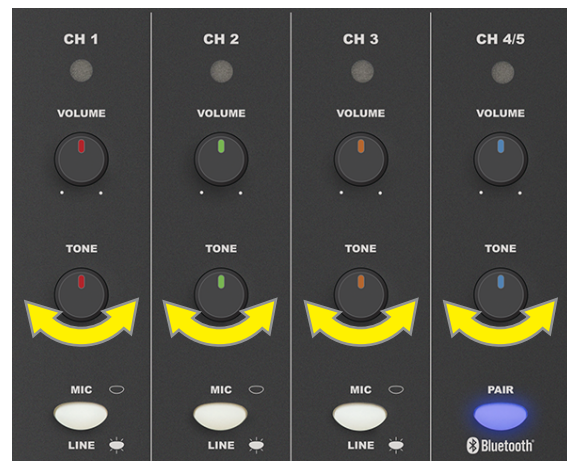 CH 1
CH 2
CH 3
CH 4/5
VOLUME
VOLUME
VOLUME
VOLUME
TONE
TONE
TONE
TONE
MIC
MIC
MIC
PAIR
LINE
LINE
LINE
Bluetooth®